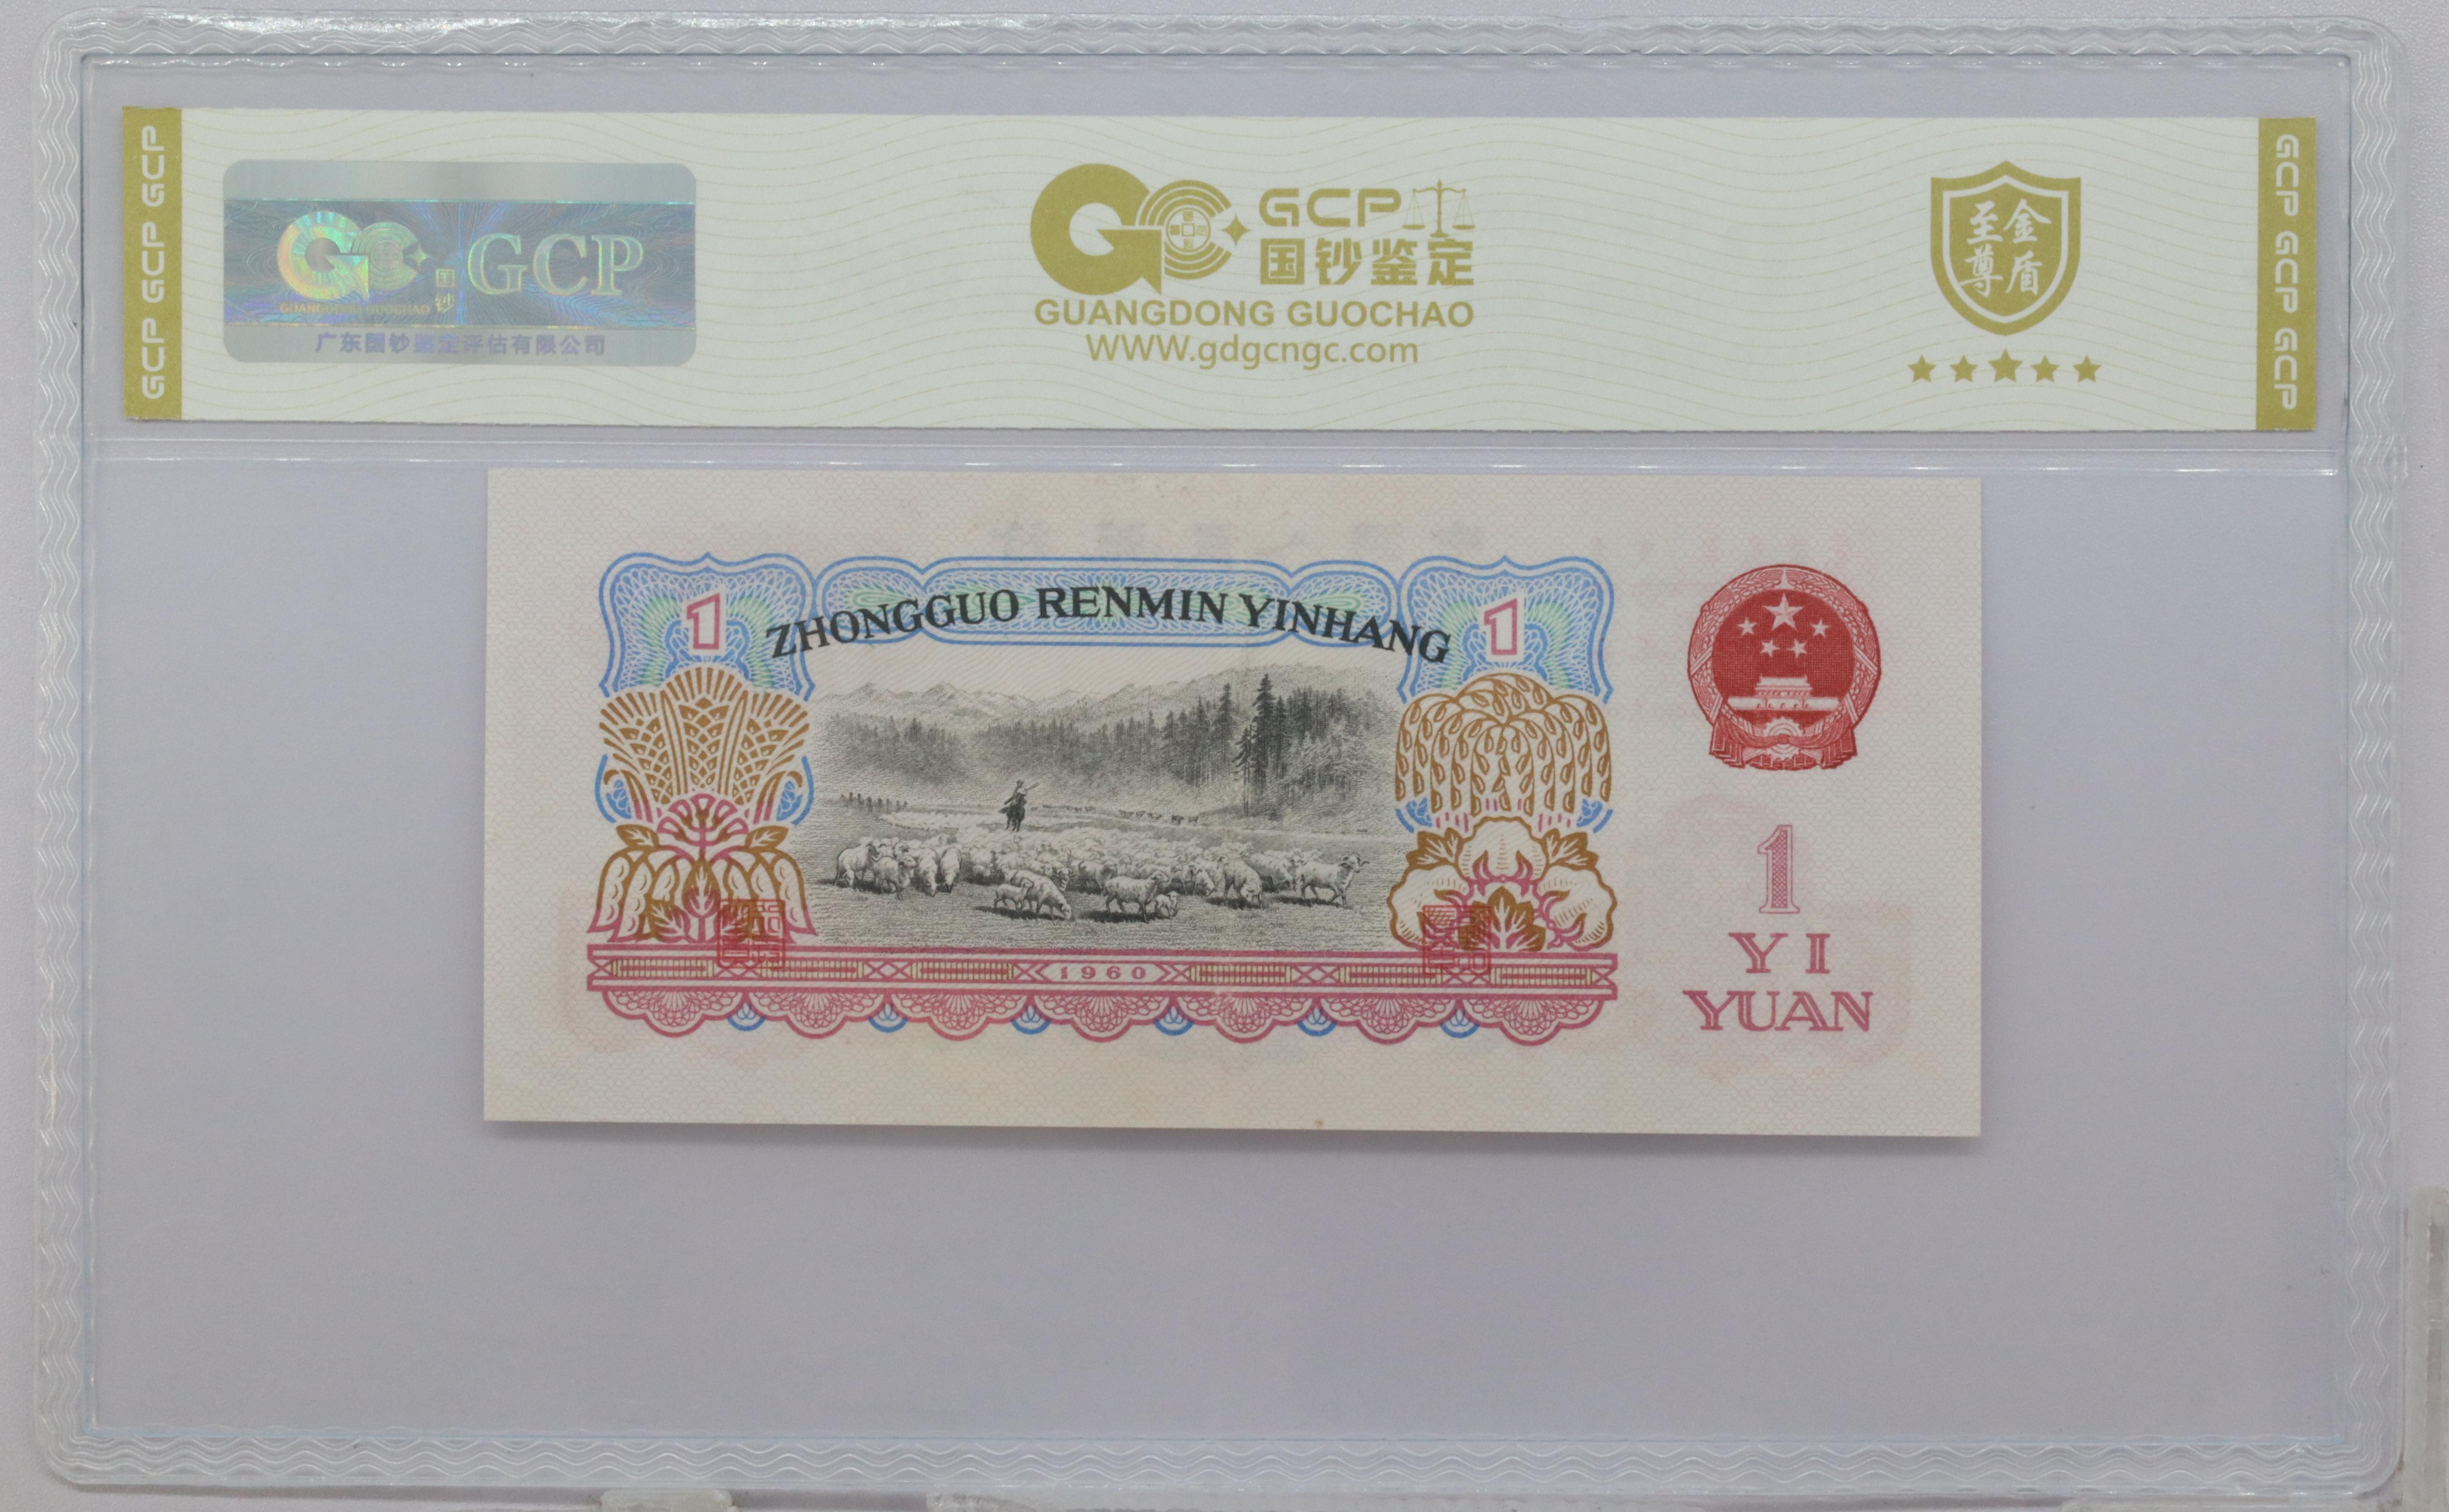 GCP GCP GCP
国钞
GCP
GUANGDONG GUOCHAO
广东国钞鉴定评估有限公司
GCP
国钞鉴定
GUANGDONG GUOCHAO
WWW.gdgcngc.com
至尊
金盾
GCP GCP GCP
ZHONGGUO RENMIN YINHANG
1
1
1960
1
YI
YUAN